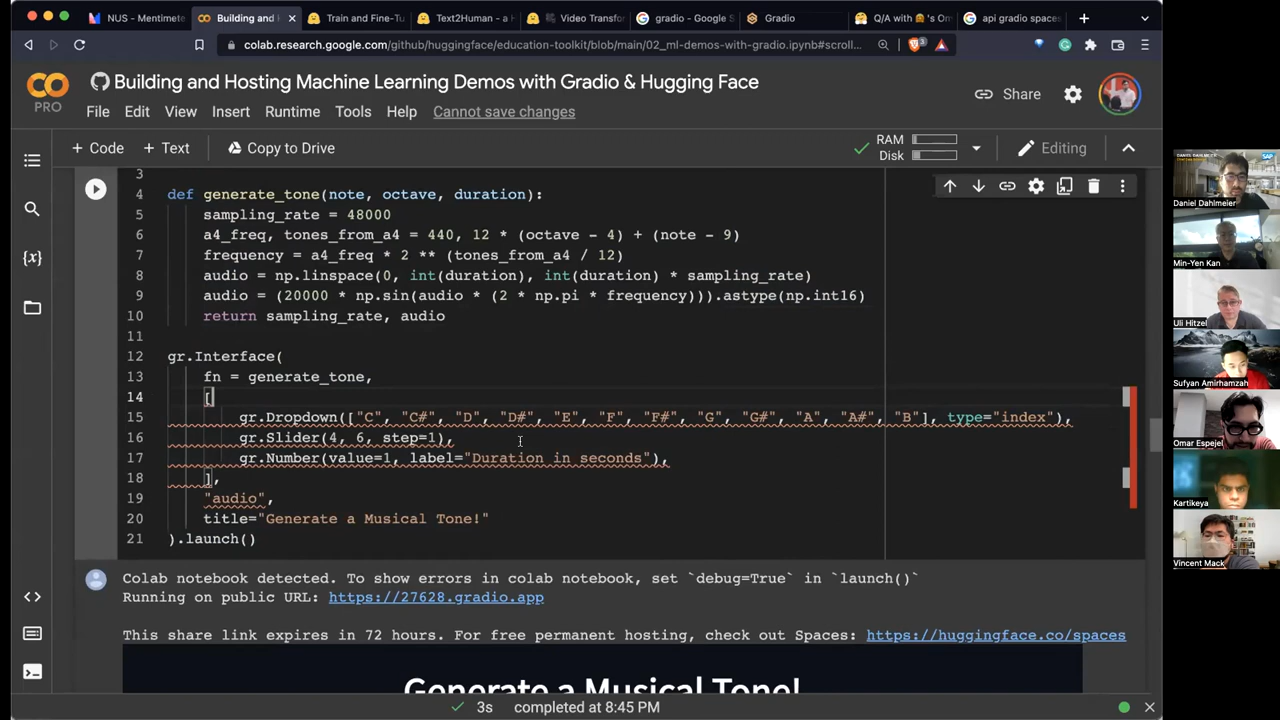 NUS - Mentimete
Building and
Train and Fine-Tu
Text2Human - a H
Video Transfor
gradio - Google S
Gradio
Q/A with 🤗's Om
api gradio spaces
colab.research.google.com/github/huggingface/education-toolkit/blob/main/02_ml-demos-with-gradio.ipynb#scroll...
3
PRO
Building and Hosting Machine Learning Demos with Gradio & Hugging Face
Share
File Edit View Insert Runtime Tools Help Cannot save changes
+ Code + Text Copy to Drive
RAM
Disk
Editing
3
4 def generate_tone(note, octave, duration):
5 sampling_rate = 48000
6 a4_freq, tones_from_a4 = 440, 12 * (octave - 4) + (note - 9)
7 frequency = a4_freq * 2 ** (tones_from_a4 / 12)
8 audio = np.linspace(0, int(duration), int(duration) * sampling_rate)
9 audio = (20000 * np.sin(audio * (2 * np.pi * frequency))).astype(np.int16)
10 return sampling_rate, audio
11
12 gr.Interface(
13 fn = generate_tone,
14 [
15 gr.Dropdown(["C", "C#", "D", "D#", "E", "F", "F#", "G", "G#", "A", "A#", "B"], type="index"),
16 gr.Slider(4, 6, step=1),
17 gr.Number(value=1, label="Duration in seconds"),
18 ],
19 "audio",
20 title="Generate a Musical Tone!"
21 ).launch()
Colab notebook detected. To show errors in colab notebook, set `debug=True` in `launch()`
Running on public URL: https://27628.gradio.app
This share link expires in 72 hours. For free permanent hosting, check out Spaces: https://huggingface.co/spaces
Generate a Musical Tone!
3s completed at 8:45 PM
SAP
Daniel Dahlmeier
Min-Yen Kan
Uli Hitzel
Sufyan Amirhamzah
Omar Espejel
Kartikeya
Vincent Mack